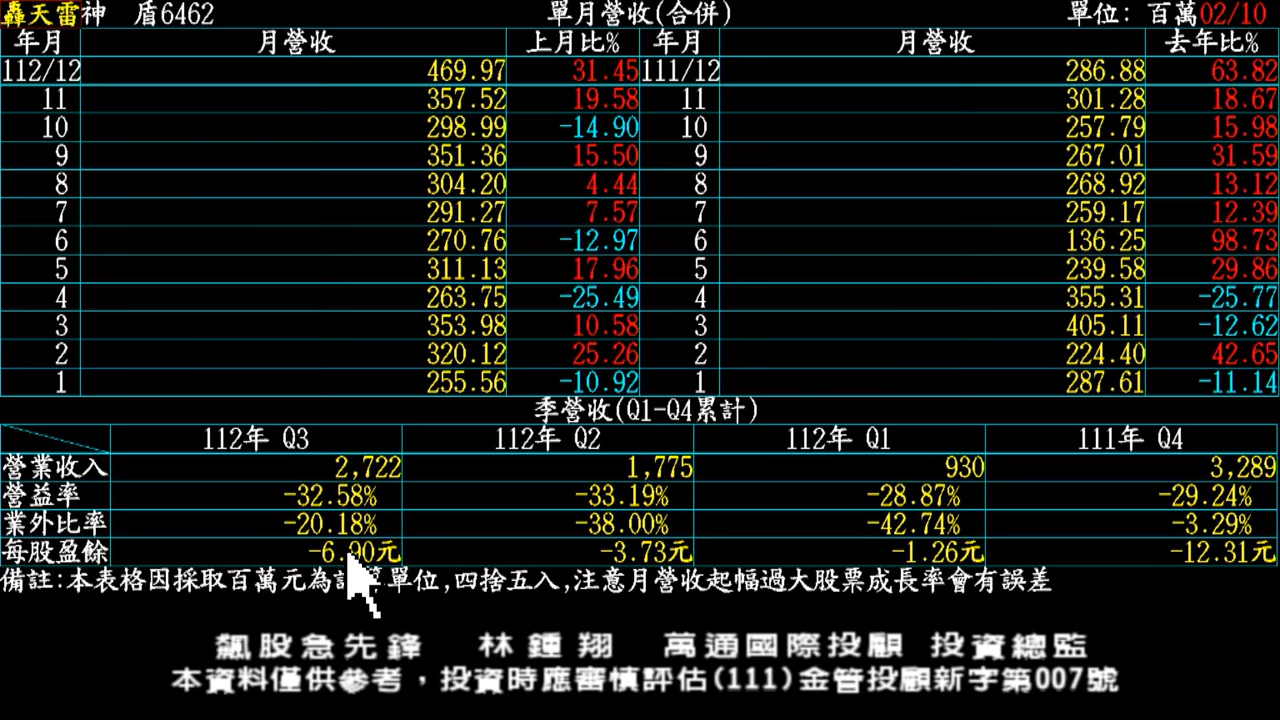 轟天雷神 盾6462 單月營收(合併) 單位: 百萬02/10
年月 月營收 上月比% 年月 月營收 去年比%
112/12 469.97 31.45 111/12 286.88 63.82
11 357.52 19.58 11 301.28 18.67
10 298.99 -14.90 10 257.79 15.98
9 351.36 15.50 9 267.01 31.59
8 304.20 4.44 8 268.92 13.12
7 291.27 7.57 7 259.17 12.39
6 270.76 -12.97 6 136.25 98.73
5 311.13 17.96 5 239.58 29.86
4 263.75 -25.49 4 355.31 -25.77
3 353.98 10.58 3 405.11 -12.62
2 320.12 25.26 2 224.40 42.65
1 255.56 -10.92 1 287.61 -11.14
季營收(Q1-Q4累計)
112年 Q3 112年 Q2 112年 Q1 111年 Q4
營業收入 2,722 1,775 930 3,289
營益率 -32.58% -33.19% -28.87% -29.24%
業外比率 -20.18% -38.00% -42.74% -3.29%
每股盈餘 -6.90元 -3.73元 -1.26元 -12.31元
備註:本表格因採取百萬元為計算單位,四捨五入,注意月營收起幅過大股票成長率會有誤差
飆股急先鋒 林鍾翔 萬通國際投顧 投資總監
本資料僅供參考，投資時應審慎評估(111)金管投顧新字第007號